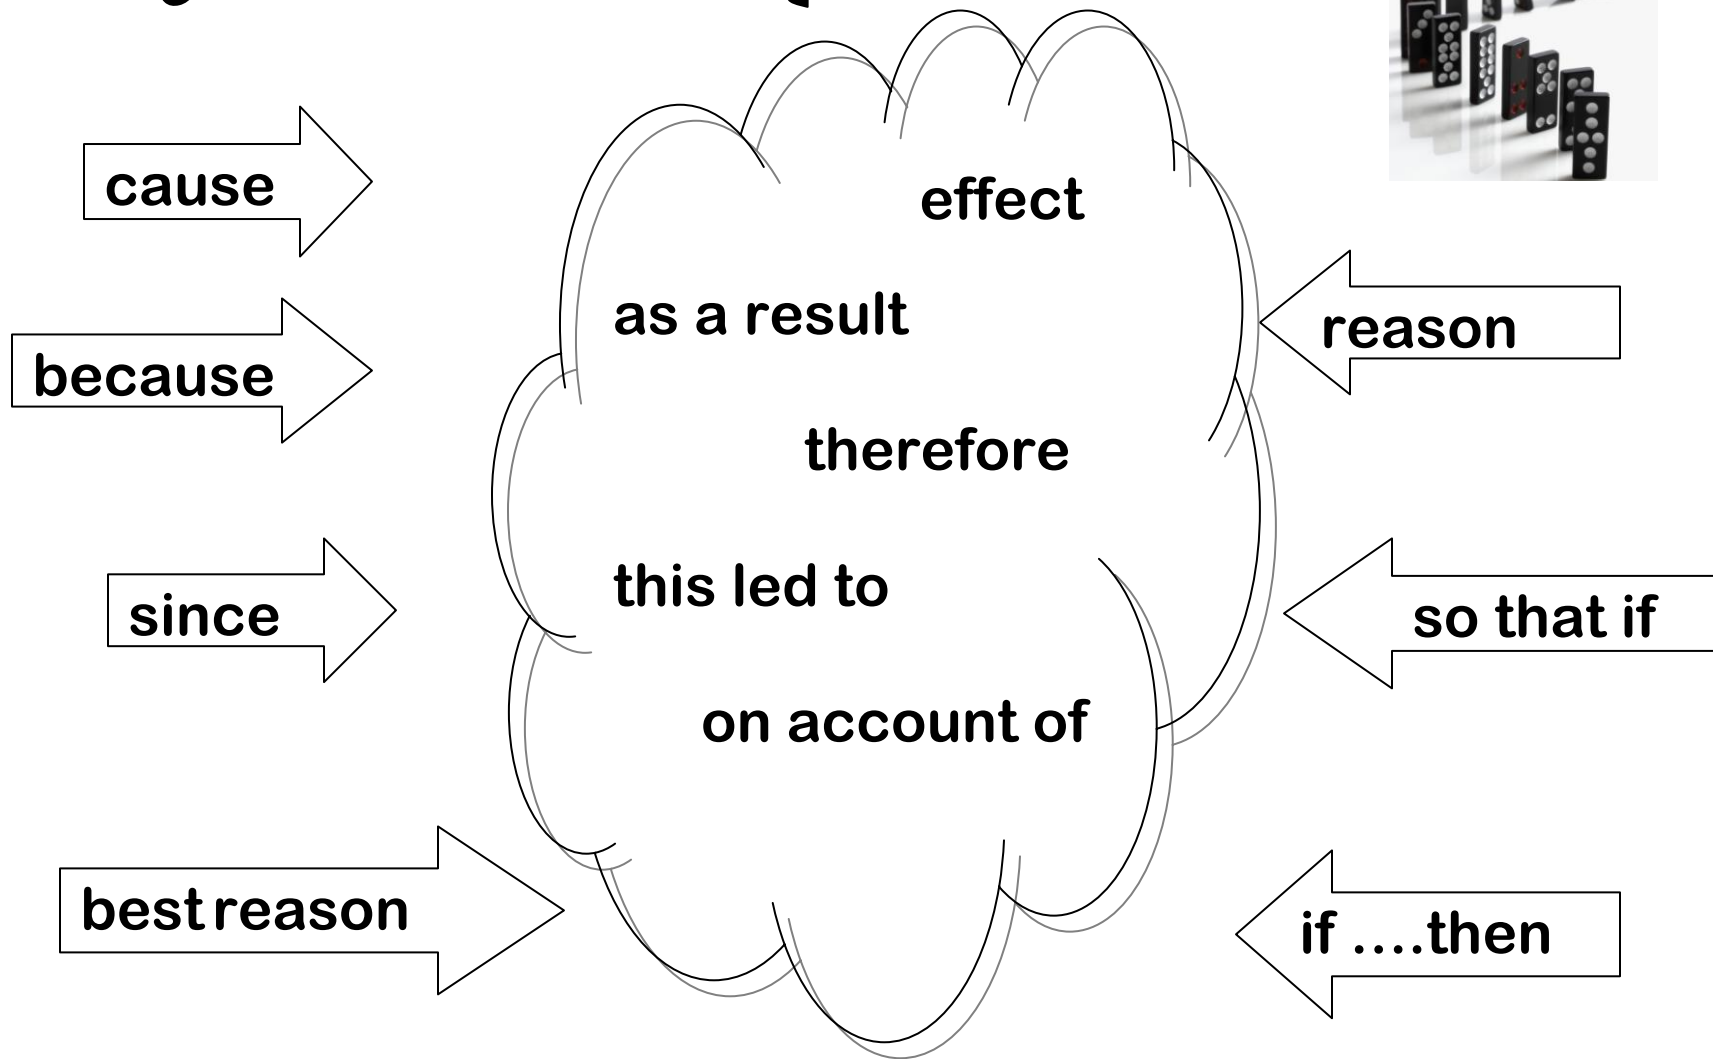 cause
effect
as a result
reason
because
therefore
this led to
since
so that if
on account of
best reason
if ....then